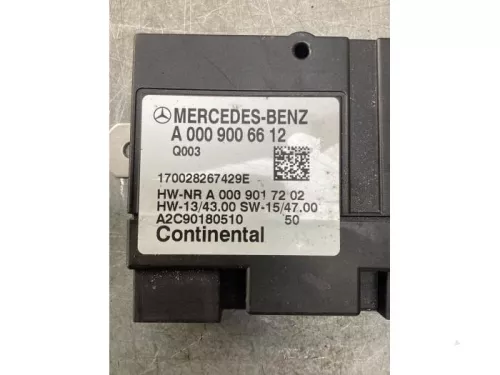 MERCEDES-BENZ
A 000 900 66 12
Q003
170028267429E
HW-NR A 000 901 72 02
HW-13/43.00 SW-15/47.00
A2C90180510 50
Continental